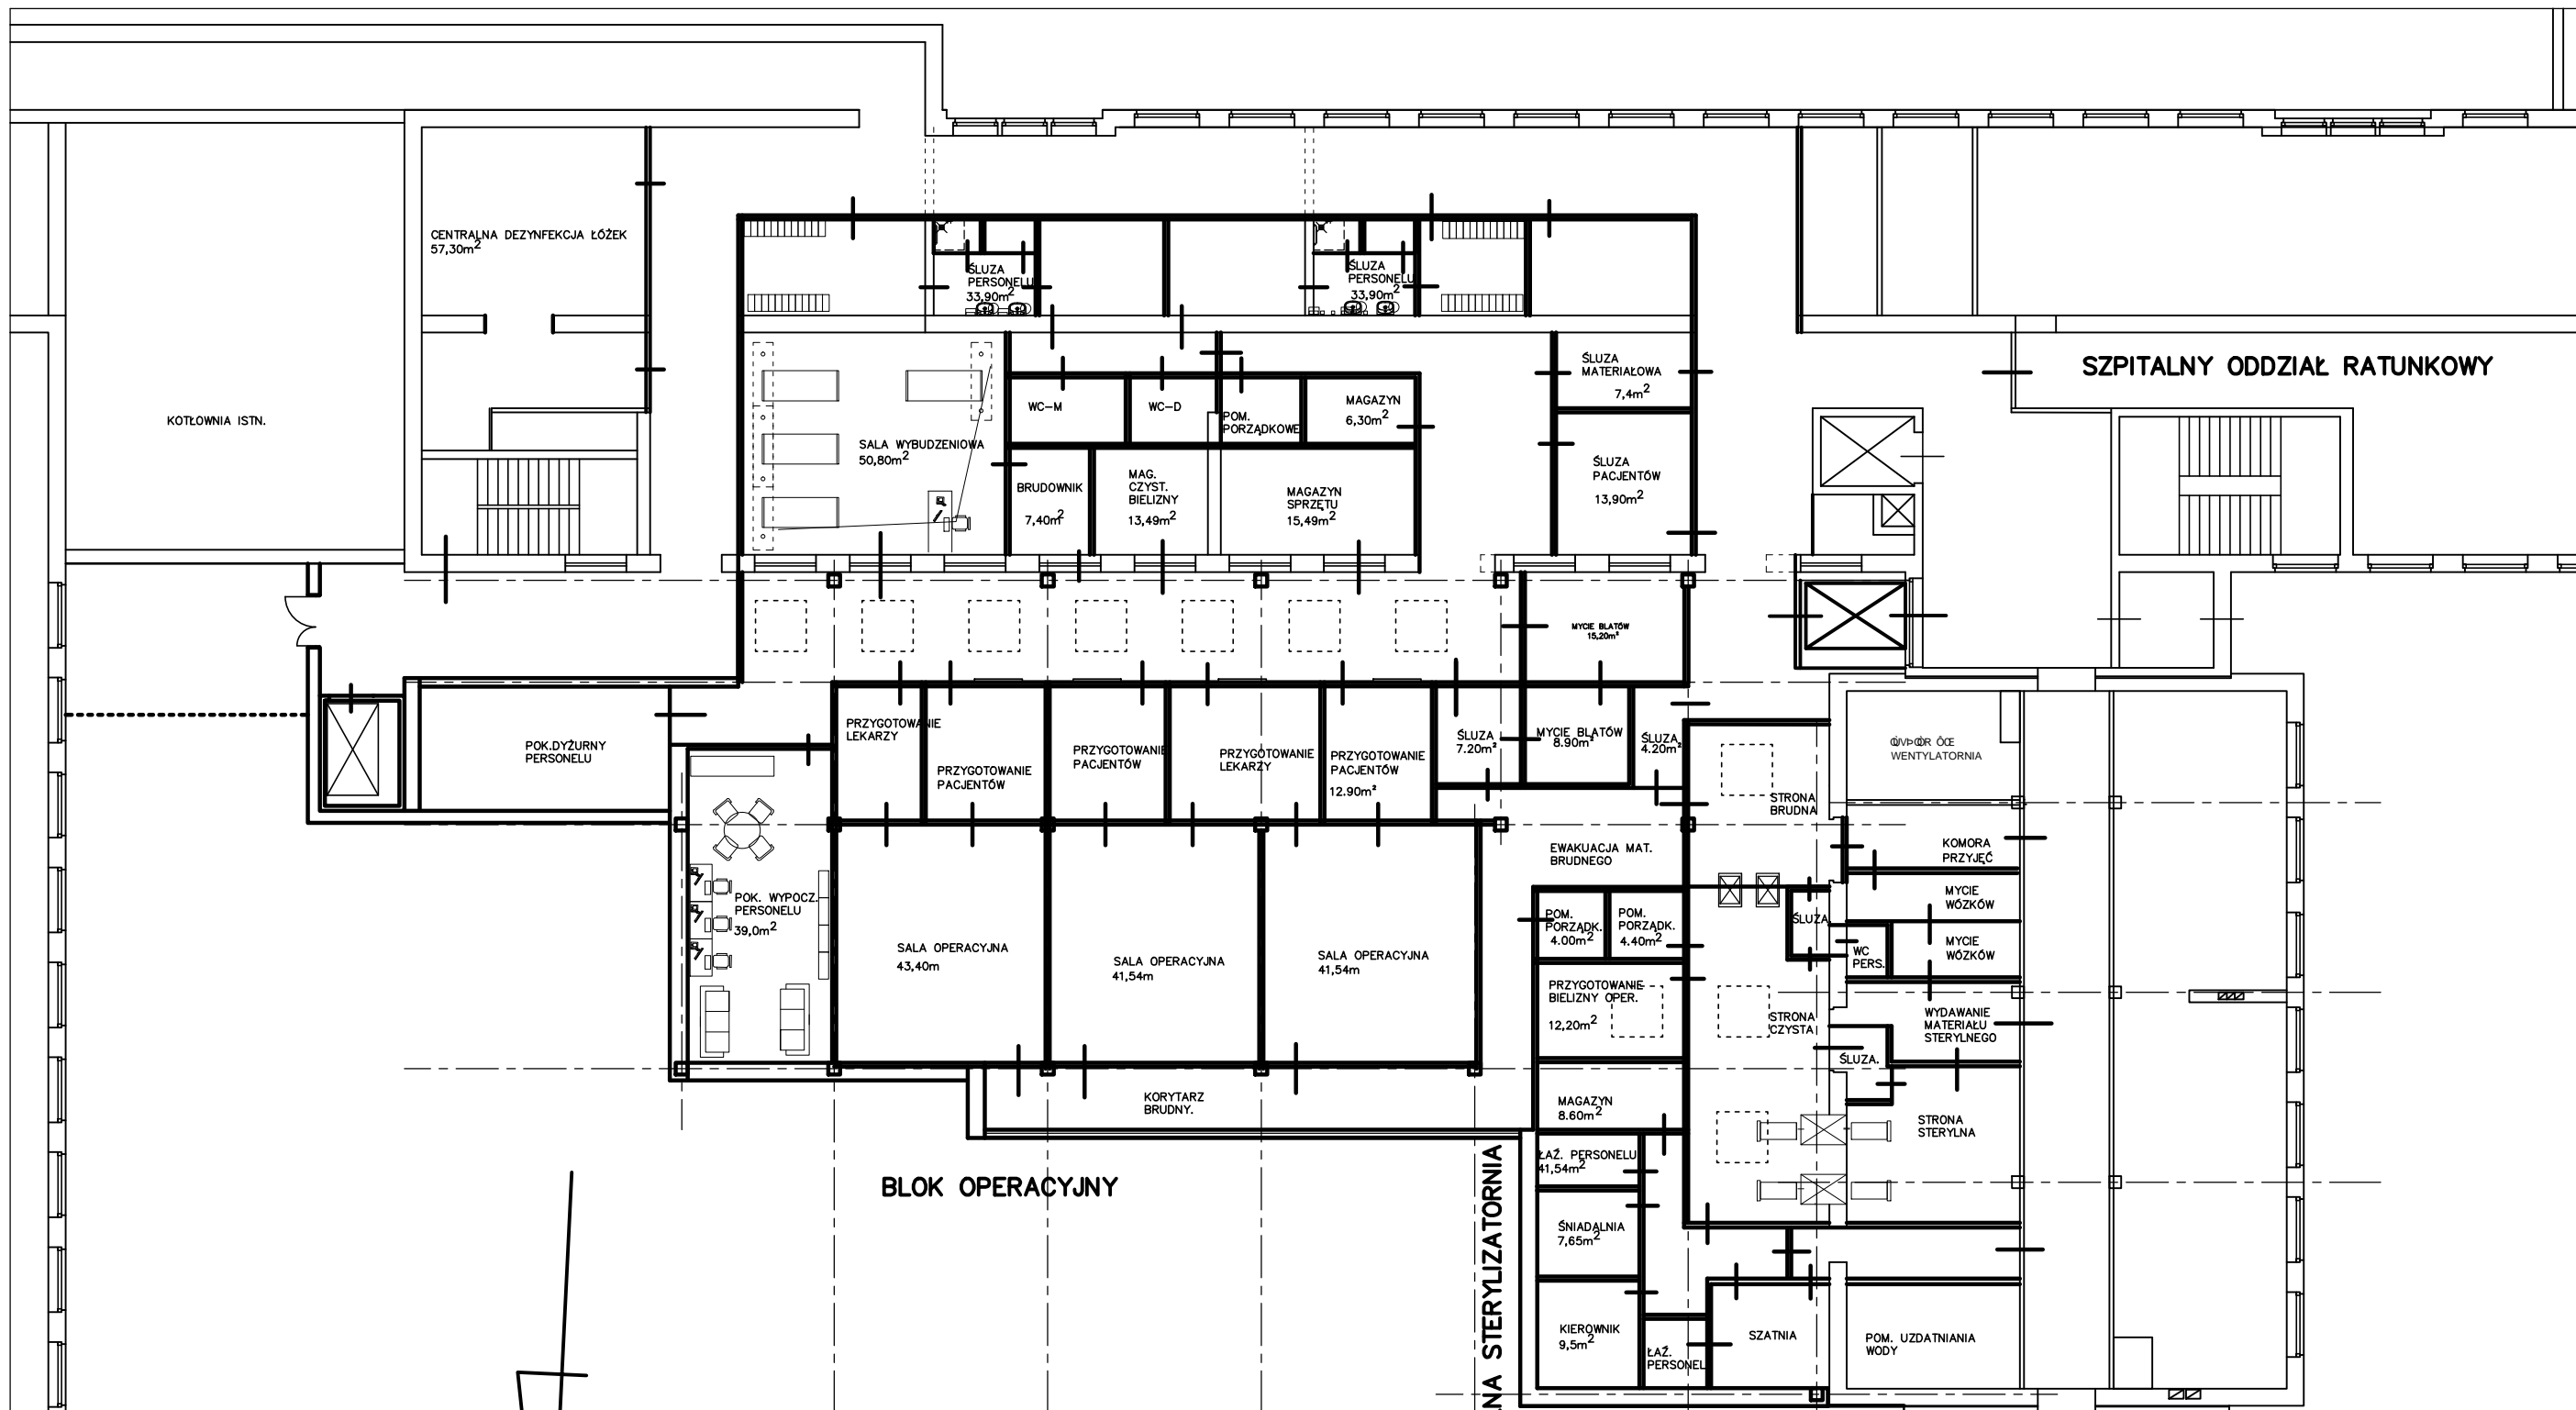 CENTRALNA DEZYNFEKCJA ŁÓŻEK
57,30m²
KOTŁOWNIA ISTN.
ŚLUZA
PERSONELU
33,90m²
ŚLUZA
PERSONELU
33,90m²
ŚLUZA
MATERIAŁOWA
7,4m²
SZPITALNY ODDZIAŁ RATUNKOWY
WC-M
WC-D
POM.
PORZĄDKOWE
MAGAZYN
6,30m²
SALA WYBUDZENIOWA
50,80m²
BRUDOWNIK
7,40m²
MAG.
CZYST.
BIELIZNY
13,49m²
MAGAZYN
SPRZĘTU
15,49m²
ŚLUZA
PACJENTÓW
13,90m²
MYCIE BLATÓW
15,20m²
POK.DYŻURNY
PERSONELU
PRZYGOTOWANIE
LEKARZY
PRZYGOTOWANIE
PACJENTÓW
PRZYGOTOWANIE
PACJENTÓW
PRZYGOTOWANIE
LEKARZY
PRZYGOTOWANIE
PACJENTÓW
12.90m²
ŚLUZA
7.20m²
MYCIE BLATÓW
8.90m²
ŚLUZA
4.20m²
WENTYLATORNIA
STRONA
BRUDNA
KOMORA
PRZYJĘĆ
EWAKUACJA MAT.
BRUDNEGO
MYCIE
WÓZKÓW
POK. WYPOCZ.
PERSONELU
39,0m²
SALA OPERACYJNA
43,40m
SALA OPERACYJNA
41,54m
SALA OPERACYJNA
41,54m
POM.
PORZĄDK.
4.00m²
POM.
PORZĄDK.
4.40m²
ŚLUZA
WC
PERS.
MYCIE
WÓZKÓW
PRZYGOTOWANIE
BIELIZNY OPER.
12,20m²
STRONA
CZYSTA
WYDAWANIE
MATERIAŁU
STERYLNEGO
ŚLUZA.
KORYTARZ
BRUDNY.
MAGAZYN
8.60m²
STRONA
STERYLNA
BLOK OPERACYJNY
NA STERYLIZATORNIA
ŁAŹ. PERSONELU
41,54m²
ŚNIADALNIA
7,65m²
KIEROWNIK
9,5m²
ŁAŹ.
PERSONEL
SZATNIA
POM. UZDATNIANIA
WODY